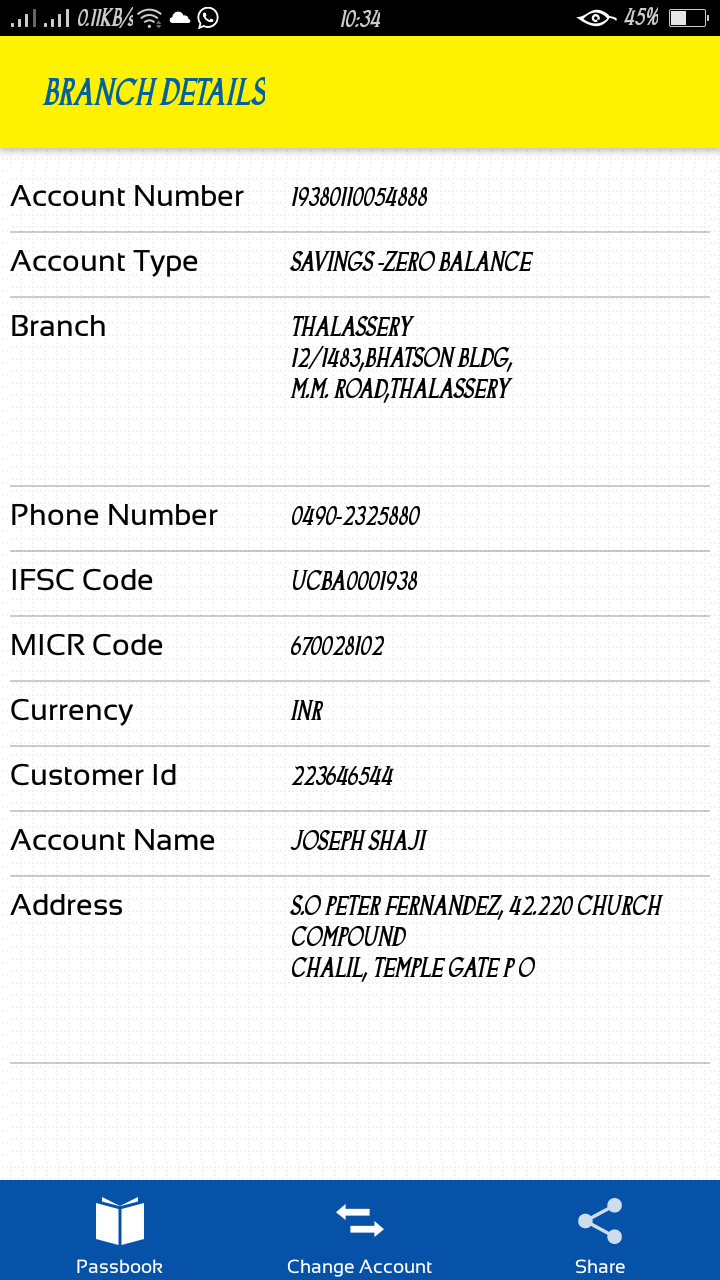 0.11KB/s 10:34 45%
BRANCH DETAILS
Account Number 19380110054888
Account Type SAVINGS -ZERO BALANCE
Branch THALASSERY
12/1483,BHATSON BLDG,
M.M. ROAD,THALASSERY
Phone Number 0490-2325880
IFSC Code UCBA0001938
MICR Code 670028102
Currency INR
Customer Id 223646544
Account Name JOSEPH SHAJI
Address S.O PETER FERNANDEZ, 42.220 CHURCH
COMPOUND
CHALIL, TEMPLE GATE P O
Passbook Change Account Share